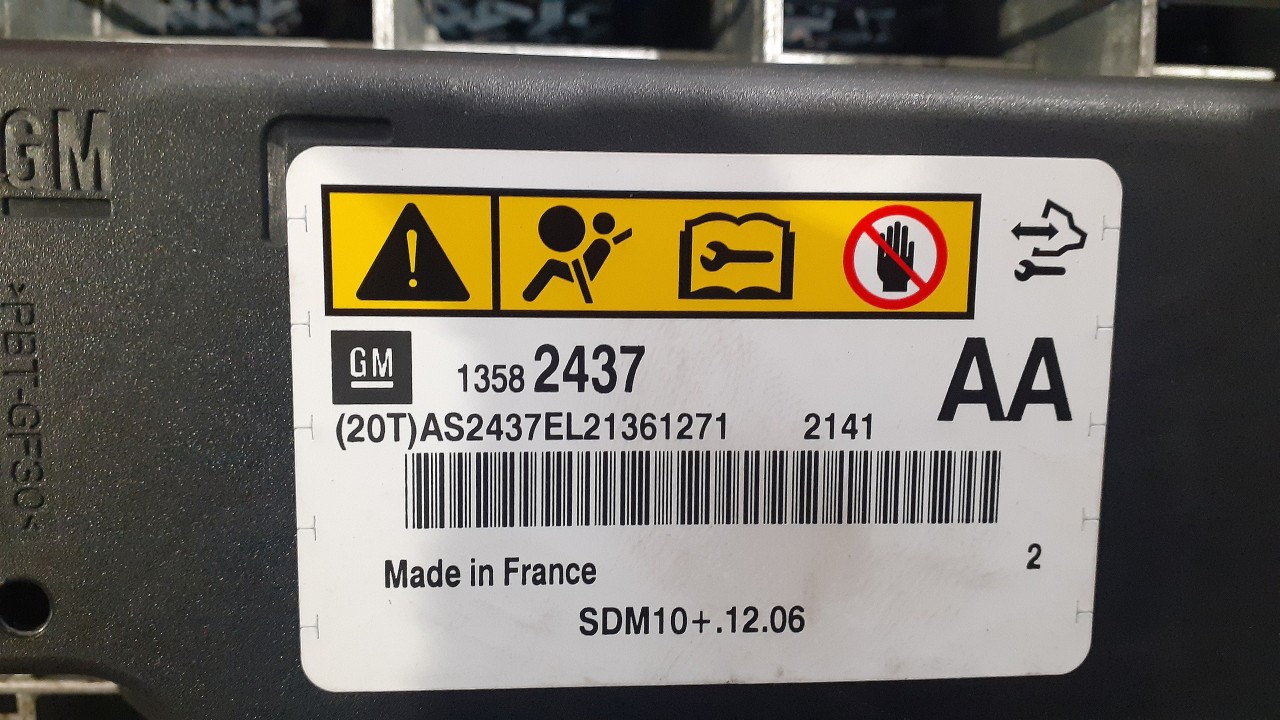 GM
>PBT-GF30<
GM
1358 2437
AA
(20T)AS2437EL21361271 2141
2
Made in France
SDM10+.12.06